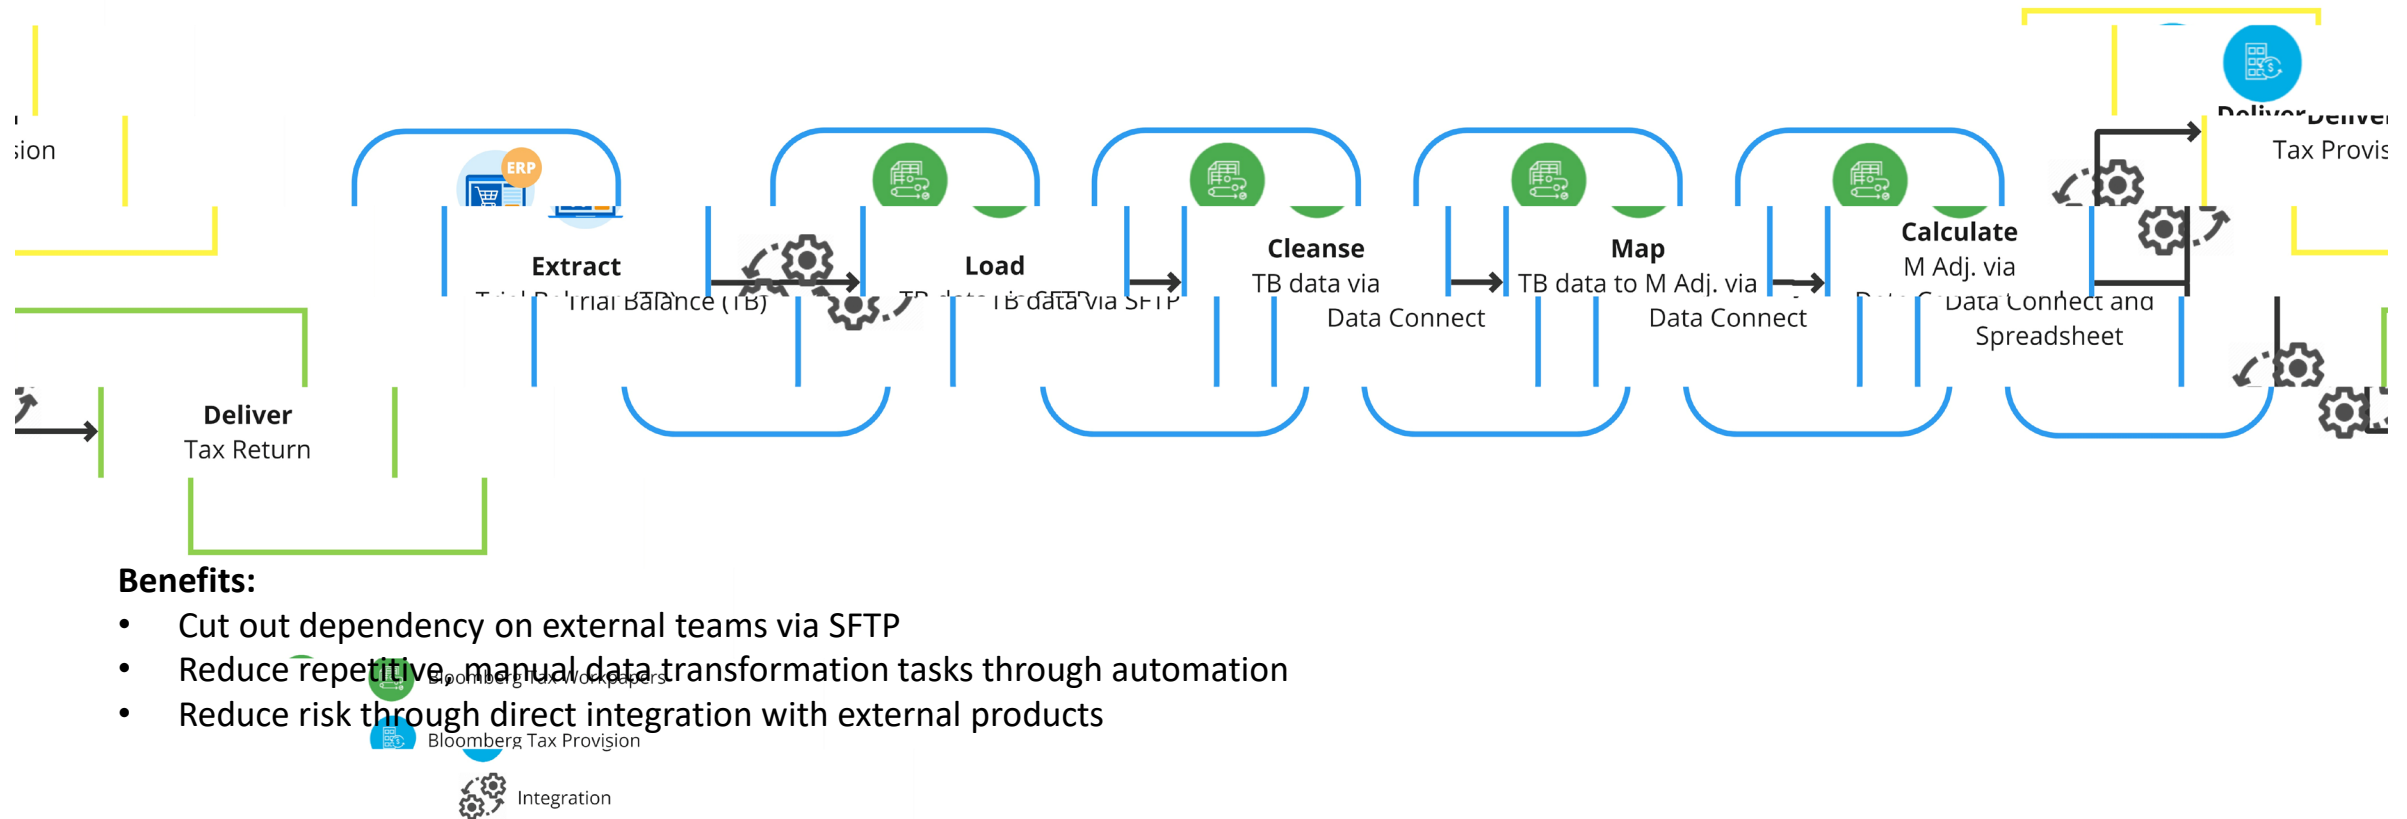 sion
ERP
Deliver
Tax Provis
Extract
Trial Balance (TB)
Load
TB data via SFTP
Cleanse
TB data via
Data Connect
Map
TB data to M Adj. via
Data Connect
Calculate
M Adj. via
Data Connect and
Spreadsheet
Deliver
Tax Return
Benefits:
• Cut out dependency on external teams via SFTP
• Reduce repetitive, manual data transformation tasks through automation
• Reduce risk through direct integration with external products
Bloomberg Tax Workpapers
Bloomberg Tax Provision
Integration